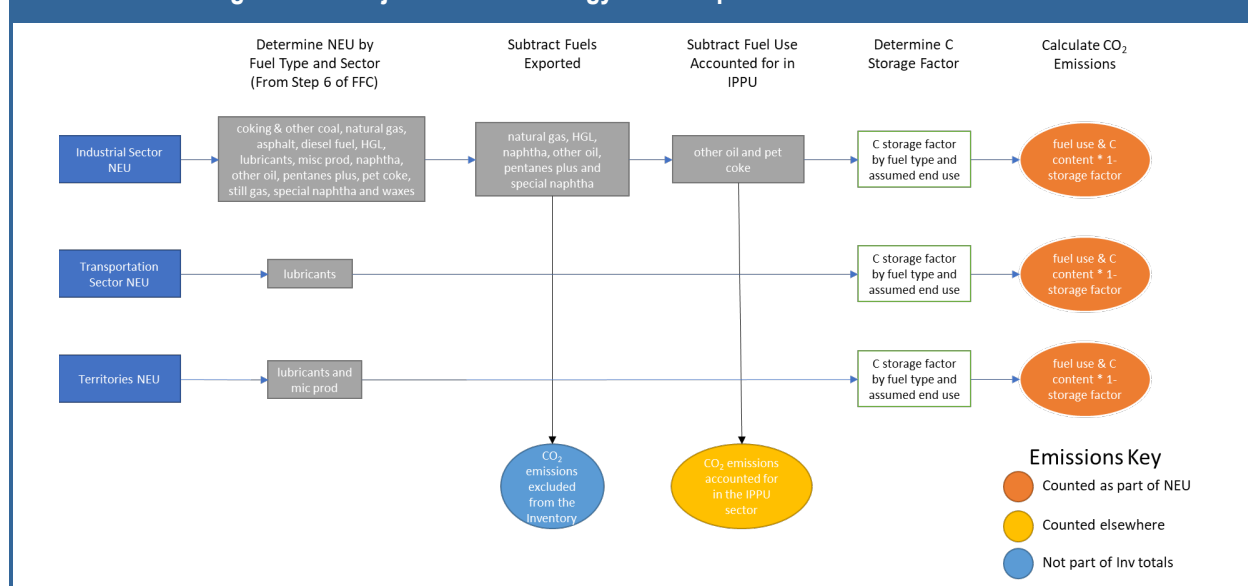 Determine NEU by
Fuel Type and Sector
(From Step 6 of FFC)
Subtract Fuels
Exported
Subtract Fuel Use
Accounted for in
IPPU
Determine C
Storage Factor
Calculate CO₂
Emissions
Industrial Sector
NEU
coking & other coal, natural gas,
asphalt, diesel fuel, HGL,
lubricants, misc prod, naphtha,
other oil, pentanes plus, pet coke,
still gas, special naphtha and waxes
natural gas, HGL,
naphtha, other oil,
pentanes plus and
special naphtha
other oil and pet
coke
C storage factor
by fuel type and
assumed end use
fuel use & C
content * 1-
storage factor
Transportation
Sector NEU
lubricants
C storage factor
by fuel type and
assumed end use
fuel use & C
content * 1-
storage factor
Territories NEU
lubricants and
mic prod
C storage factor
by fuel type and
assumed end use
fuel use & C
content * 1-
storage factor
CO₂
emissions
excluded
from the
Inventory
CO₂ emissions
accounted for
in the IPPU
sector
Emissions Key
Counted as part of NEU
Counted elsewhere
Not part of Inv totals